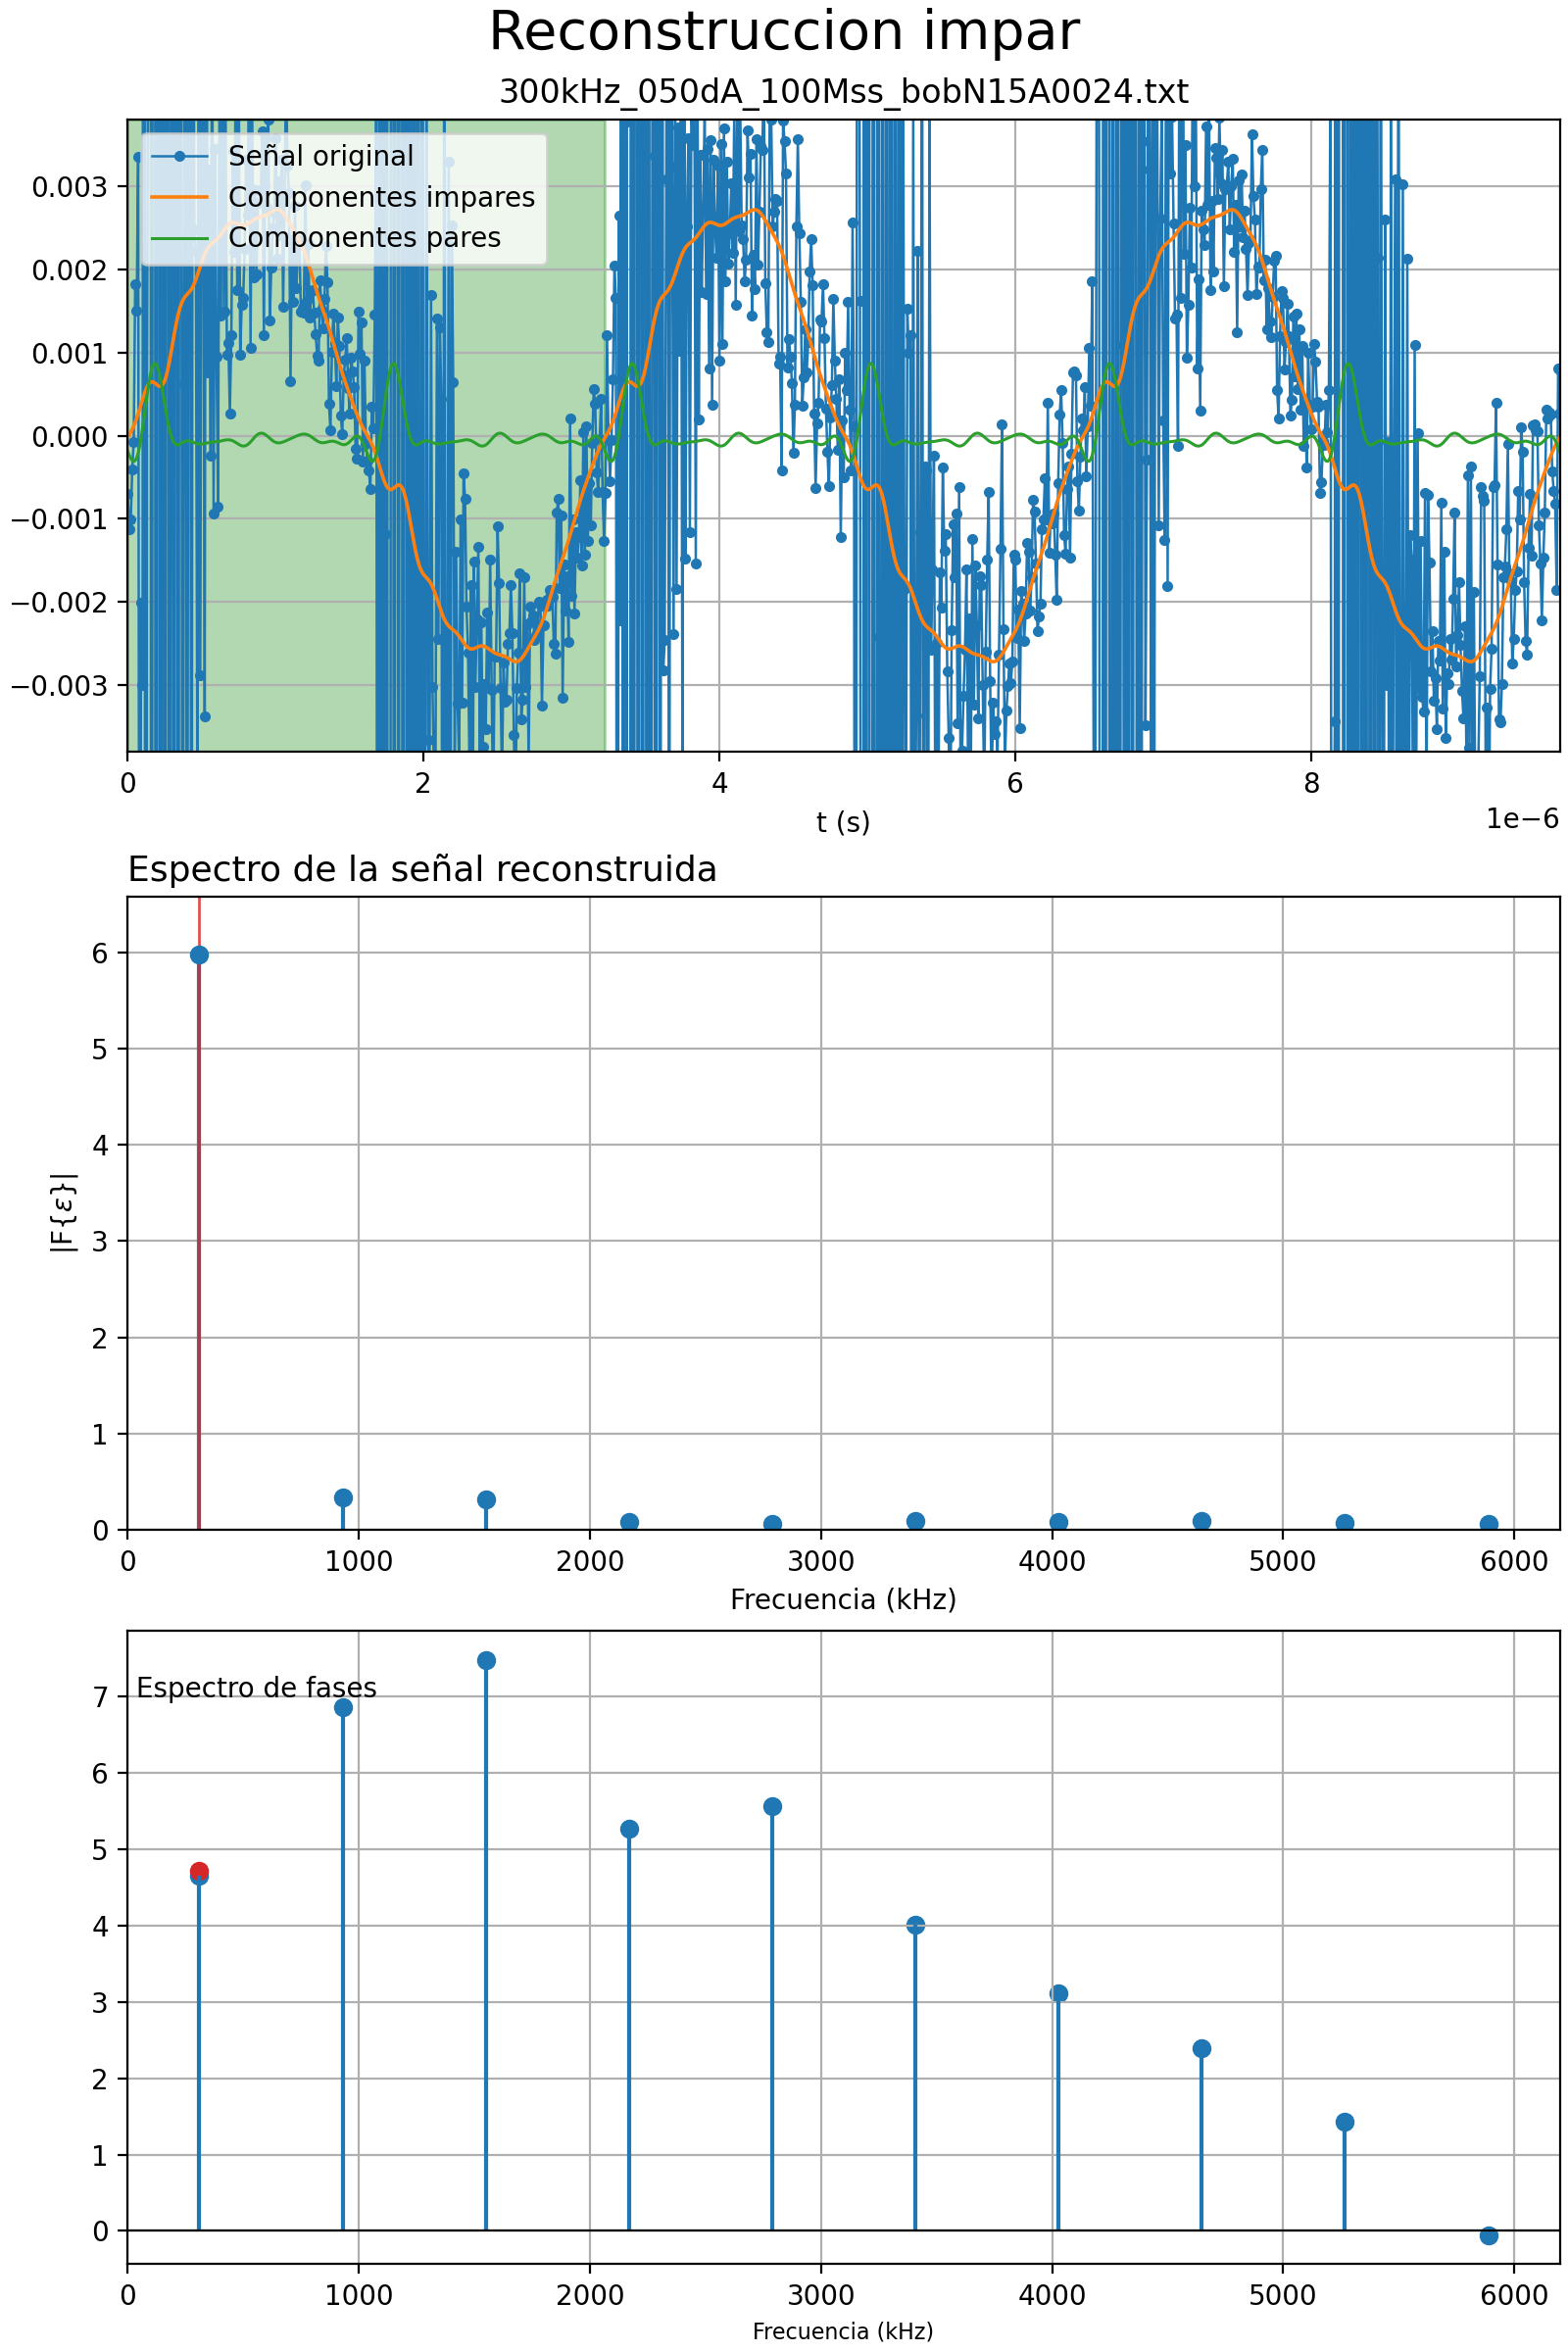 Reconstruccion impar
300kHz_050dA_100Mss_bobN15A0024.txt
Señal original
Componentes impares
Componentes pares
0.003
0.002
0.001
0.000
−0.001
−0.002
−0.003
0 2 4 6 8
1e−6
t (s)
Espectro de la señal reconstruida
6
5
4
3
2
1
0
|F{ε}|
0 1000 2000 3000 4000 5000 6000
Frecuencia (kHz)
Espectro de fases
7
6
5
4
3
2
1
0
0 1000 2000 3000 4000 5000 6000
Frecuencia (kHz)